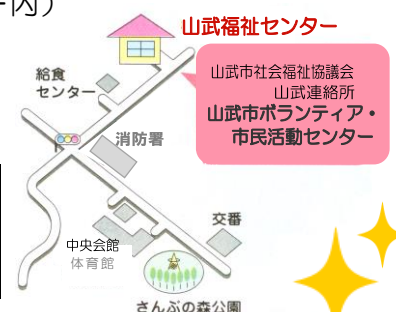 内）
山武福祉センター
山武市社会福祉協議会
山武連絡所
山武市ボランティア・
市民活動センター
給食
センター
消防署
交番
中央会館
体育館
さんぶの森公園